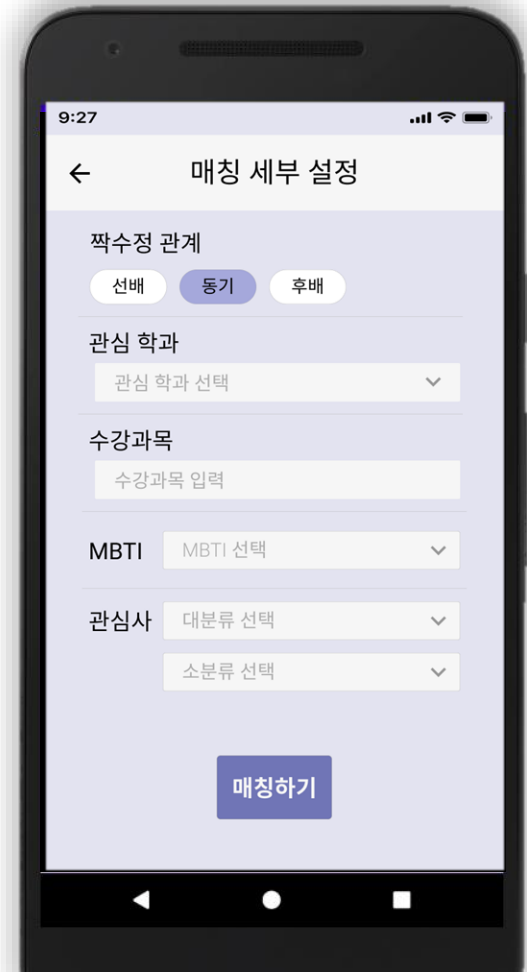 9:27
매칭 세부 설정
짝수정 관계
선배 동기 후배
관심 학과
관심 학과 선택
수강과목
수강과목 입력
MBTI MBTI 선택
관심사 대분류 선택
소분류 선택
매칭하기